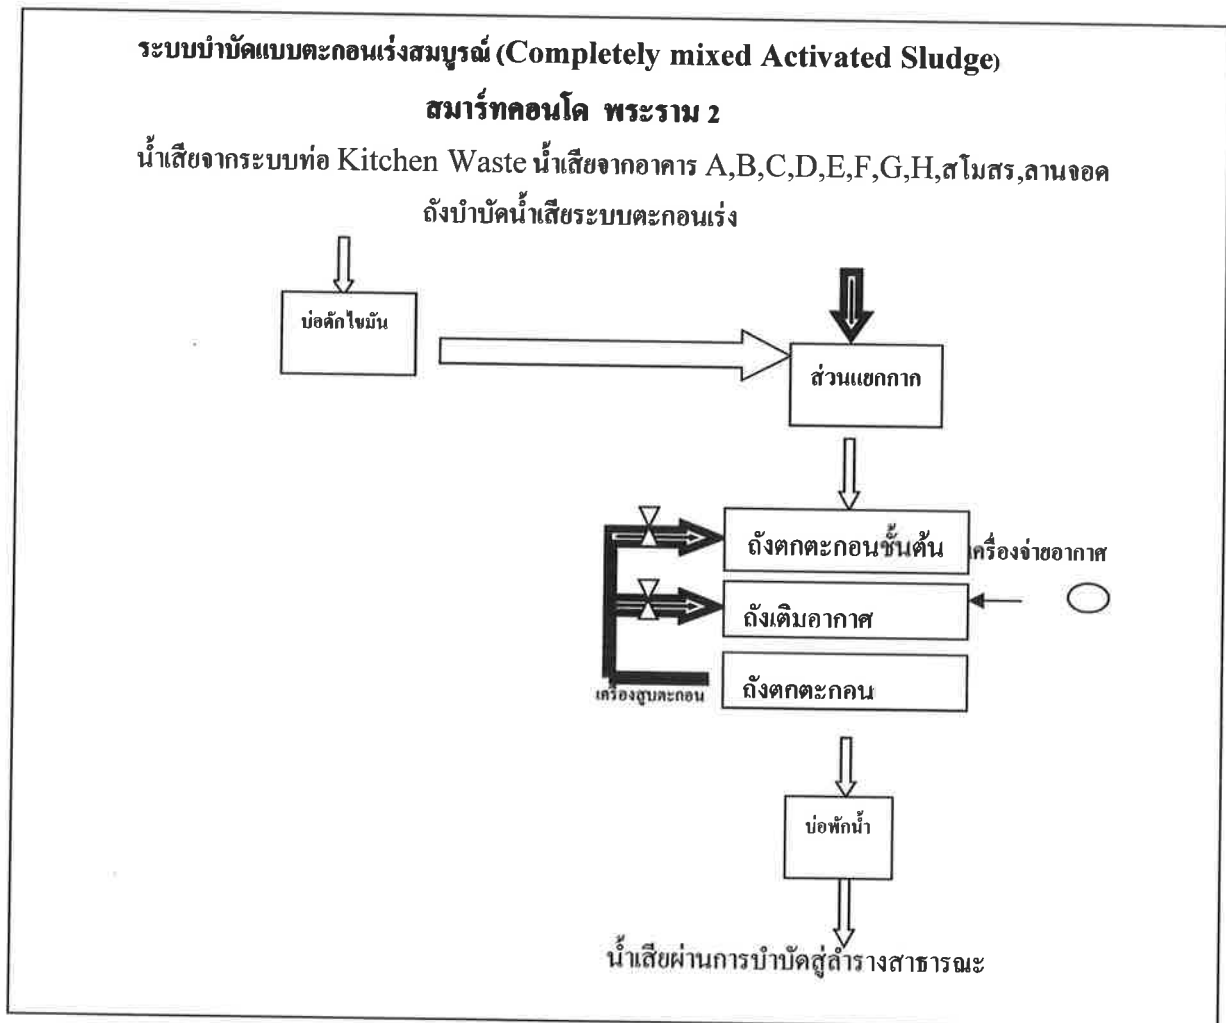 ระบบบำบัดแบบตะกอนเร่งสมบูรณ์ (Completely mixed Activated Sludge)
สมาร์ทคอนโด พระราม 2
น้ำเสียจากระบบท่อ Kitchen Waste น้ำเสียจากอาคาร A,B,C,D,E,F,G,H,สโมสร,ลานจอด
ถังบำบัดน้ำเสียระบบตะกอนเร่ง
บ่อดักไขมัน
ส่วนแยกกาก
ถังตกตะกอนชั้นต้น
เครื่องจ่ายอากาศ
ถังเติมอากาศ
ถังตกตะกอน
เครื่องสูบตะกอน
บ่อพักน้ำ
น้ำเสียผ่านการบำบัดสู่ลำรางสาธารณะ